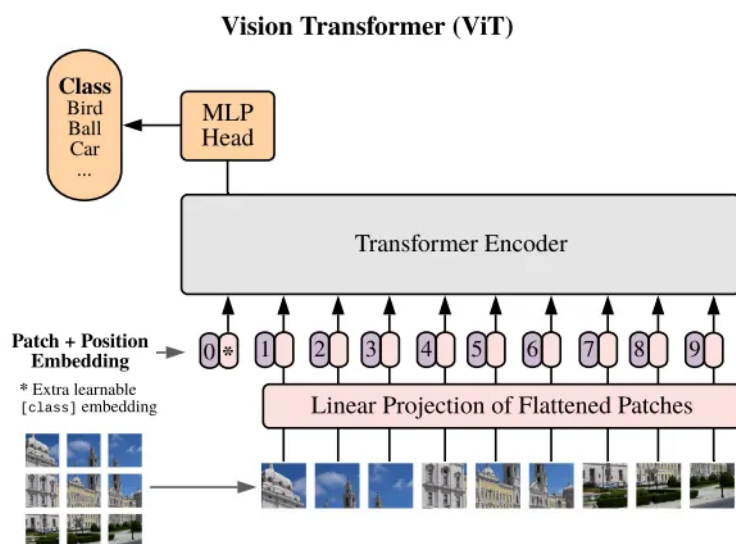 Vision Transformer (ViT)
Class
Bird
Ball
Car
...
MLP
Head
Transformer Encoder
Patch + Position
Embedding
0 * 1 2 3 4 5 6 7 8 9
* Extra learnable
[class] embedding
Linear Projection of Flattened Patches